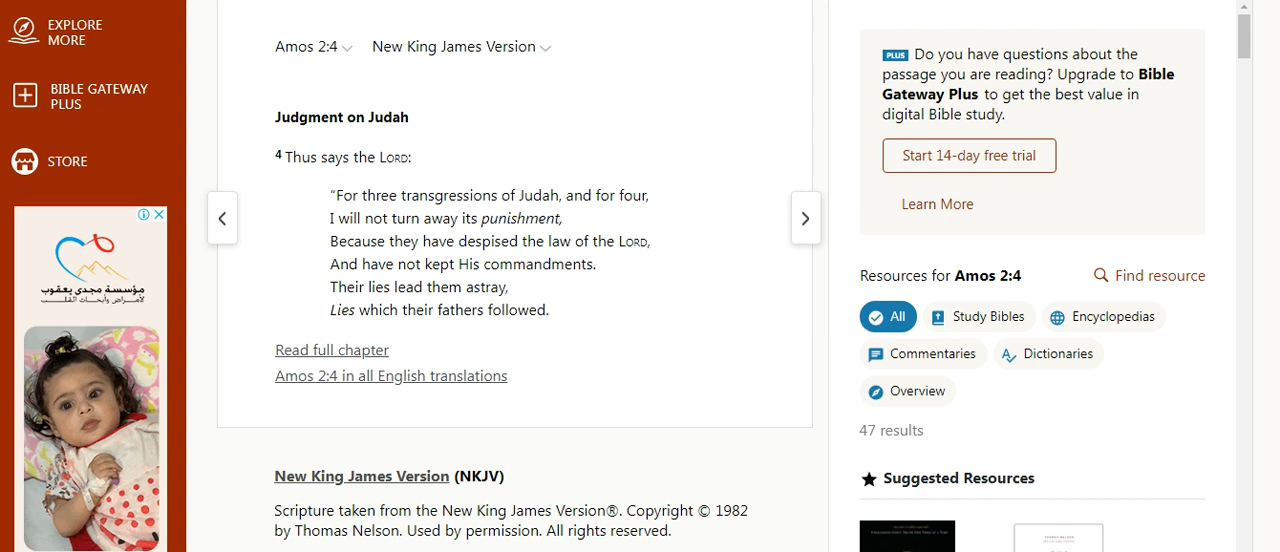 EXPLORE
MORE
BIBLE GATEWAY
PLUS
STORE
مؤسسة مجدى يعقوب
لأمراض وأبحاث القلب
Amos 2:4
New King James Version
Judgment on Judah
4 Thus says the LORD:
“For three transgressions of Judah, and for four,
I will not turn away its punishment,
Because they have despised the law of the LORD,
And have not kept His commandments.
Their lies lead them astray,
Lies which their fathers followed.
Read full chapter
Amos 2:4 in all English translations
New King James Version (NKJV)
Scripture taken from the New King James Version®. Copyright © 1982
by Thomas Nelson. Used by permission. All rights reserved.
PLUS Do you have questions about the
passage you are reading? Upgrade to Bible
Gateway Plus to get the best value in
digital Bible study.
Start 14-day free trial
Learn More
Resources for Amos 2:4
Find resource
All
Study Bibles
Encyclopedias
Commentaries
Dictionaries
Overview
47 results
Suggested Resources